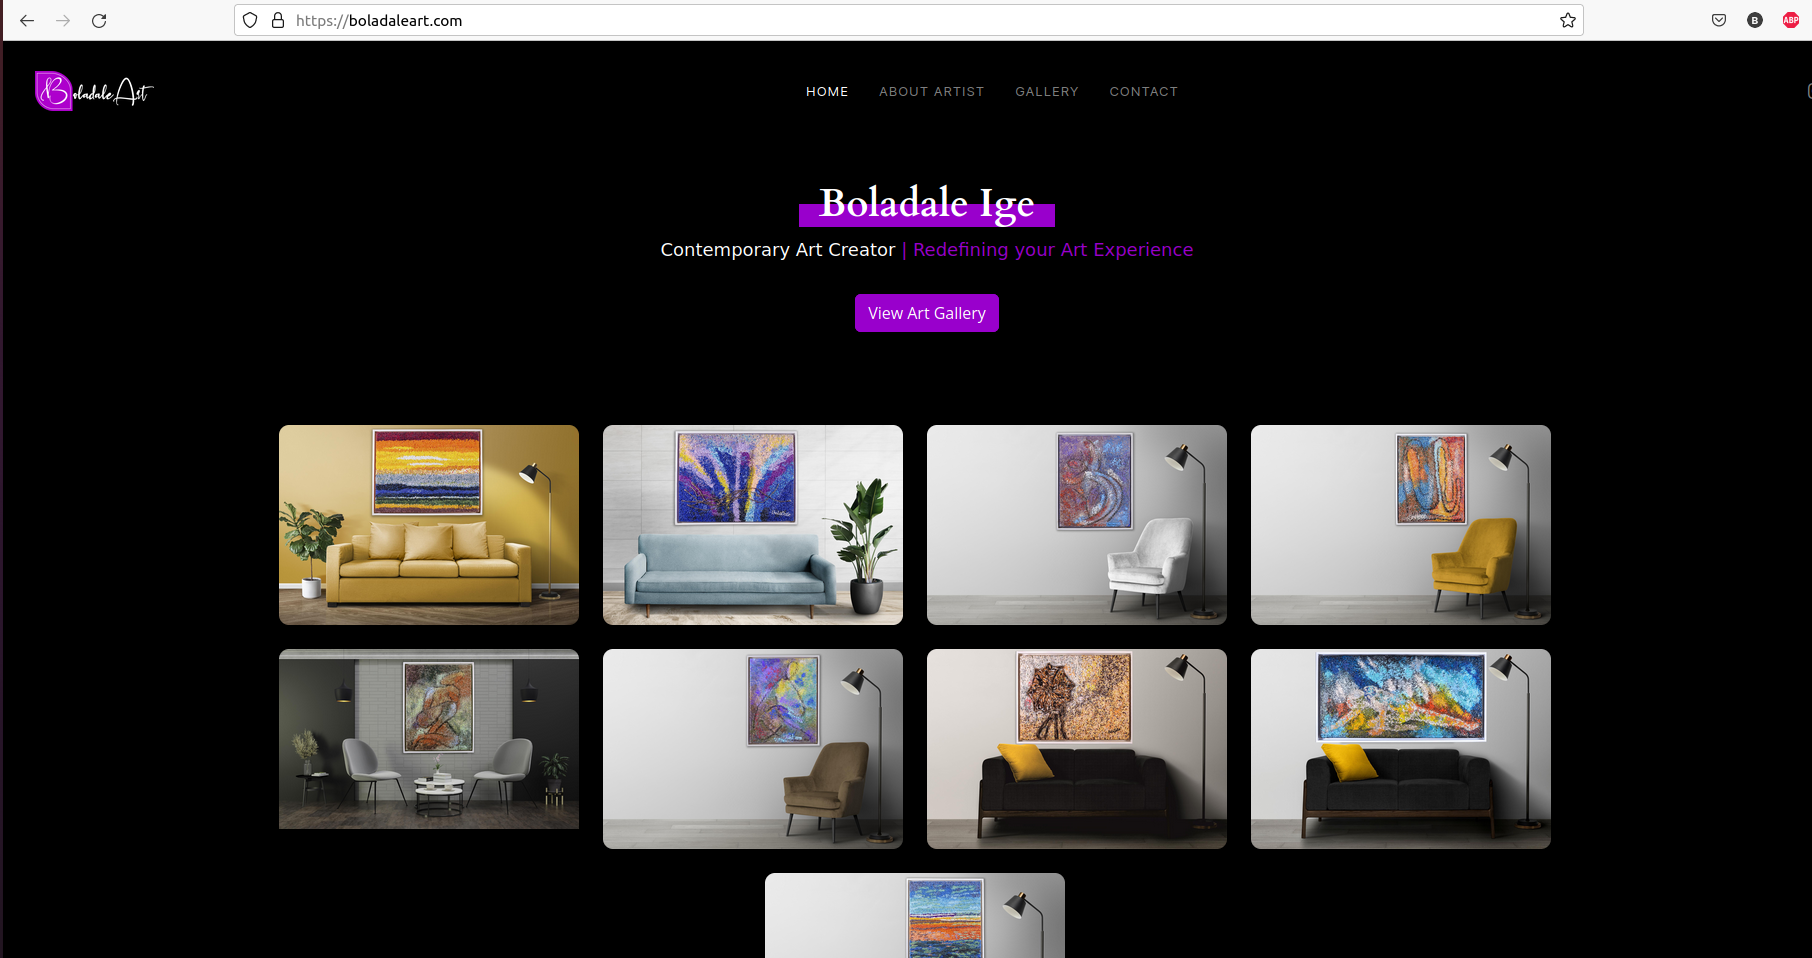 https://boladaleart.com
B
ABP
BoladaleArt
HOME ABOUT ARTIST GALLERY CONTACT
Boladale Ige
Contemporary Art Creator | Redefining your Art Experience
View Art Gallery